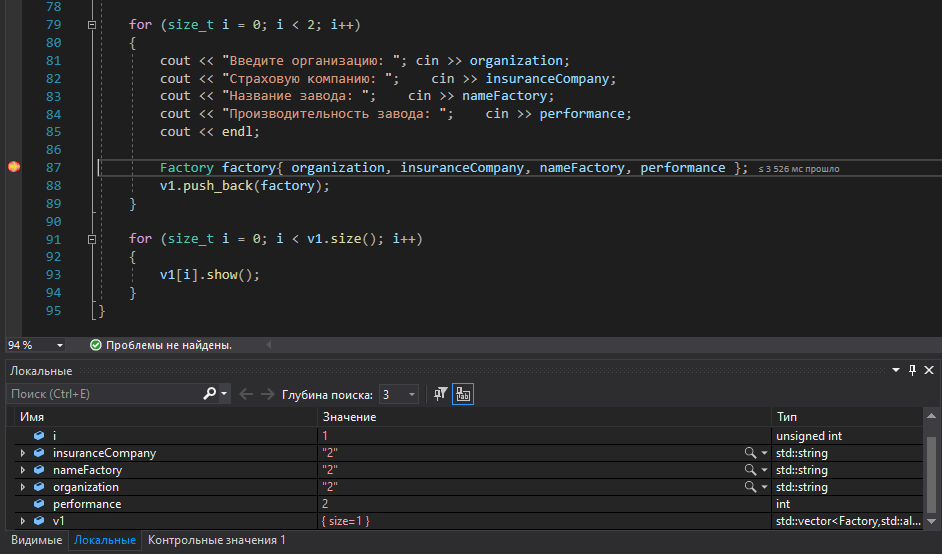 78
79 for (size_t i = 0; i < 2; i++)
80 {
81 cout << "Введите организацию: "; cin >> organization;
82 cout << "Страховую компанию: "; cin >> insuranceCompany;
83 cout << "Название завода: "; cin >> nameFactory;
84 cout << "Производительность завода: "; cin >> performance;
85 cout << endl;
86
87 Factory factory{ organization, insuranceCompany, nameFactory, performance }; ≤ 3 526 мс прошло
88 v1.push_back(factory);
89 }
90
91 for (size_t i = 0; i < v1.size(); i++)
92 {
93 v1[i].show();
94 }
95 }
94 % Проблемы не найдены.
Локальные
Поиск (Ctrl+E) Глубина поиска: 3
Имя Значение Тип
i 1 unsigned int
insuranceCompany "2" std::string
nameFactory "2" std::string
organization "2" std::string
performance 2 int
v1 { size=1 } std::vector<Factory,std::al...
Видимые Локальные Контрольные значения 1